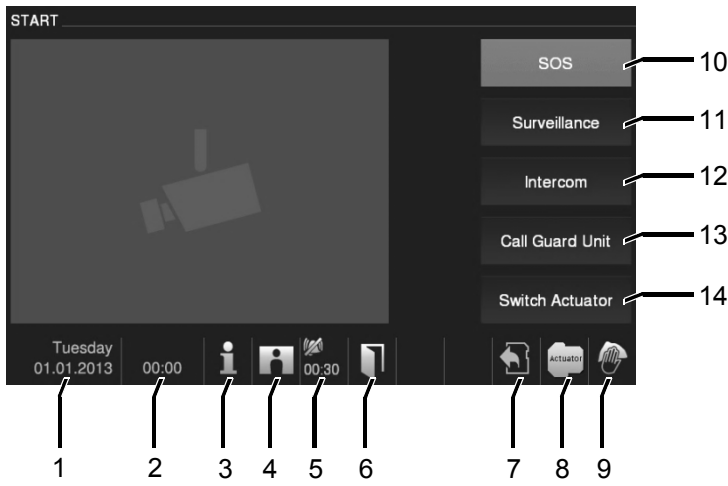 START
SOS
10
Surveillance
11
Intercom
12
Call Guard Unit
13
Switch Actuator
14
Tuesday
01.01.2013
00:00
00:30
Actuator
1 2 3 4 5 6 7 8 9